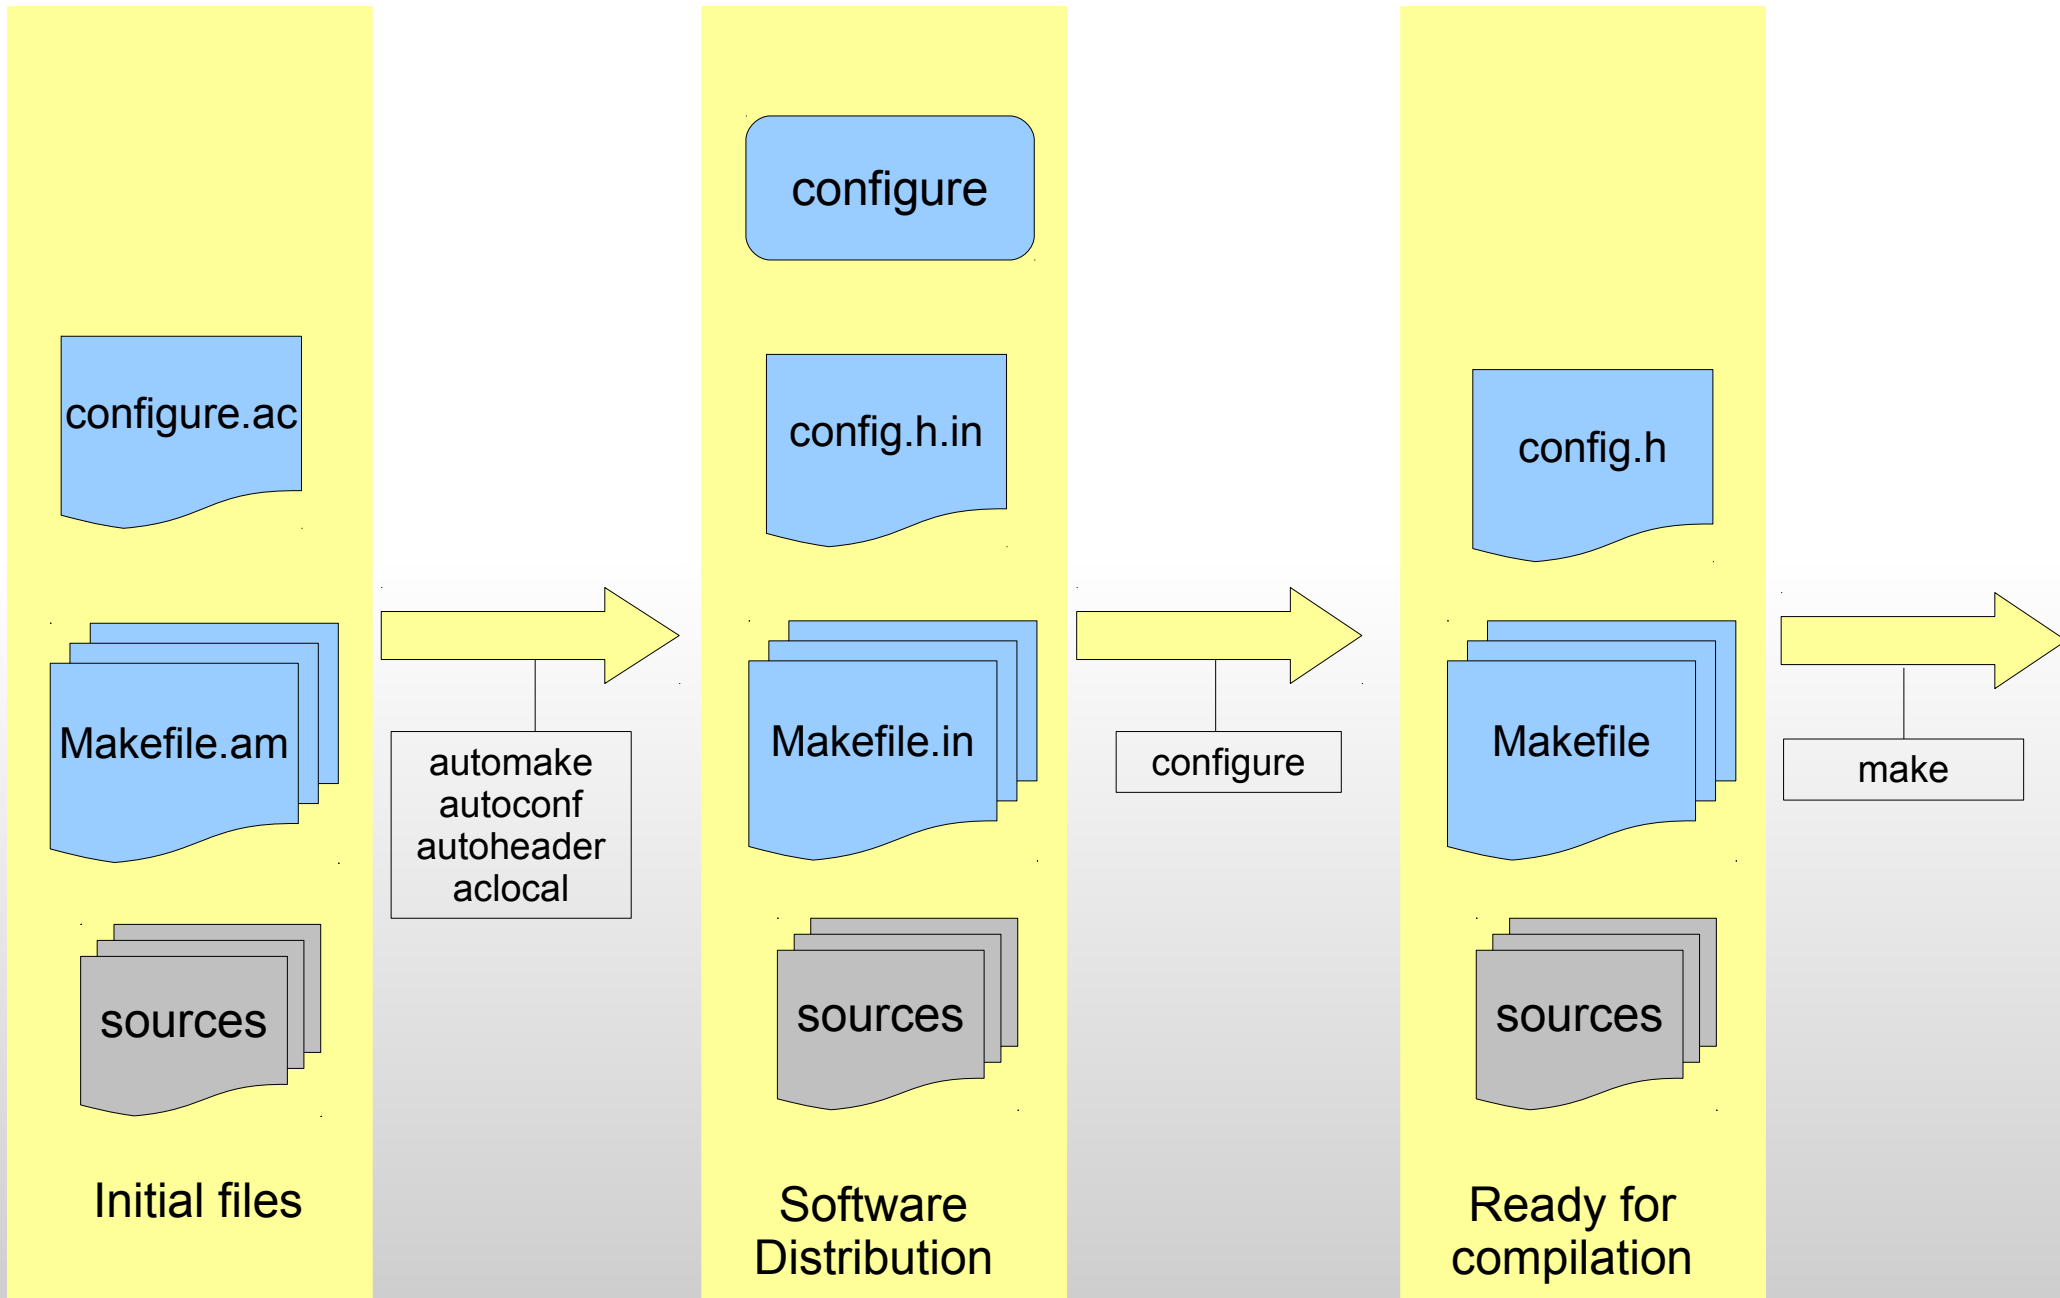 configure.ac
Makefile.am
sources
Initial files
automake
autoconf
autoheader
aclocal
configure
config.h.in
Makefile.in
sources
Software
Distribution
configure
config.h
Makefile
sources
Ready for
compilation
make